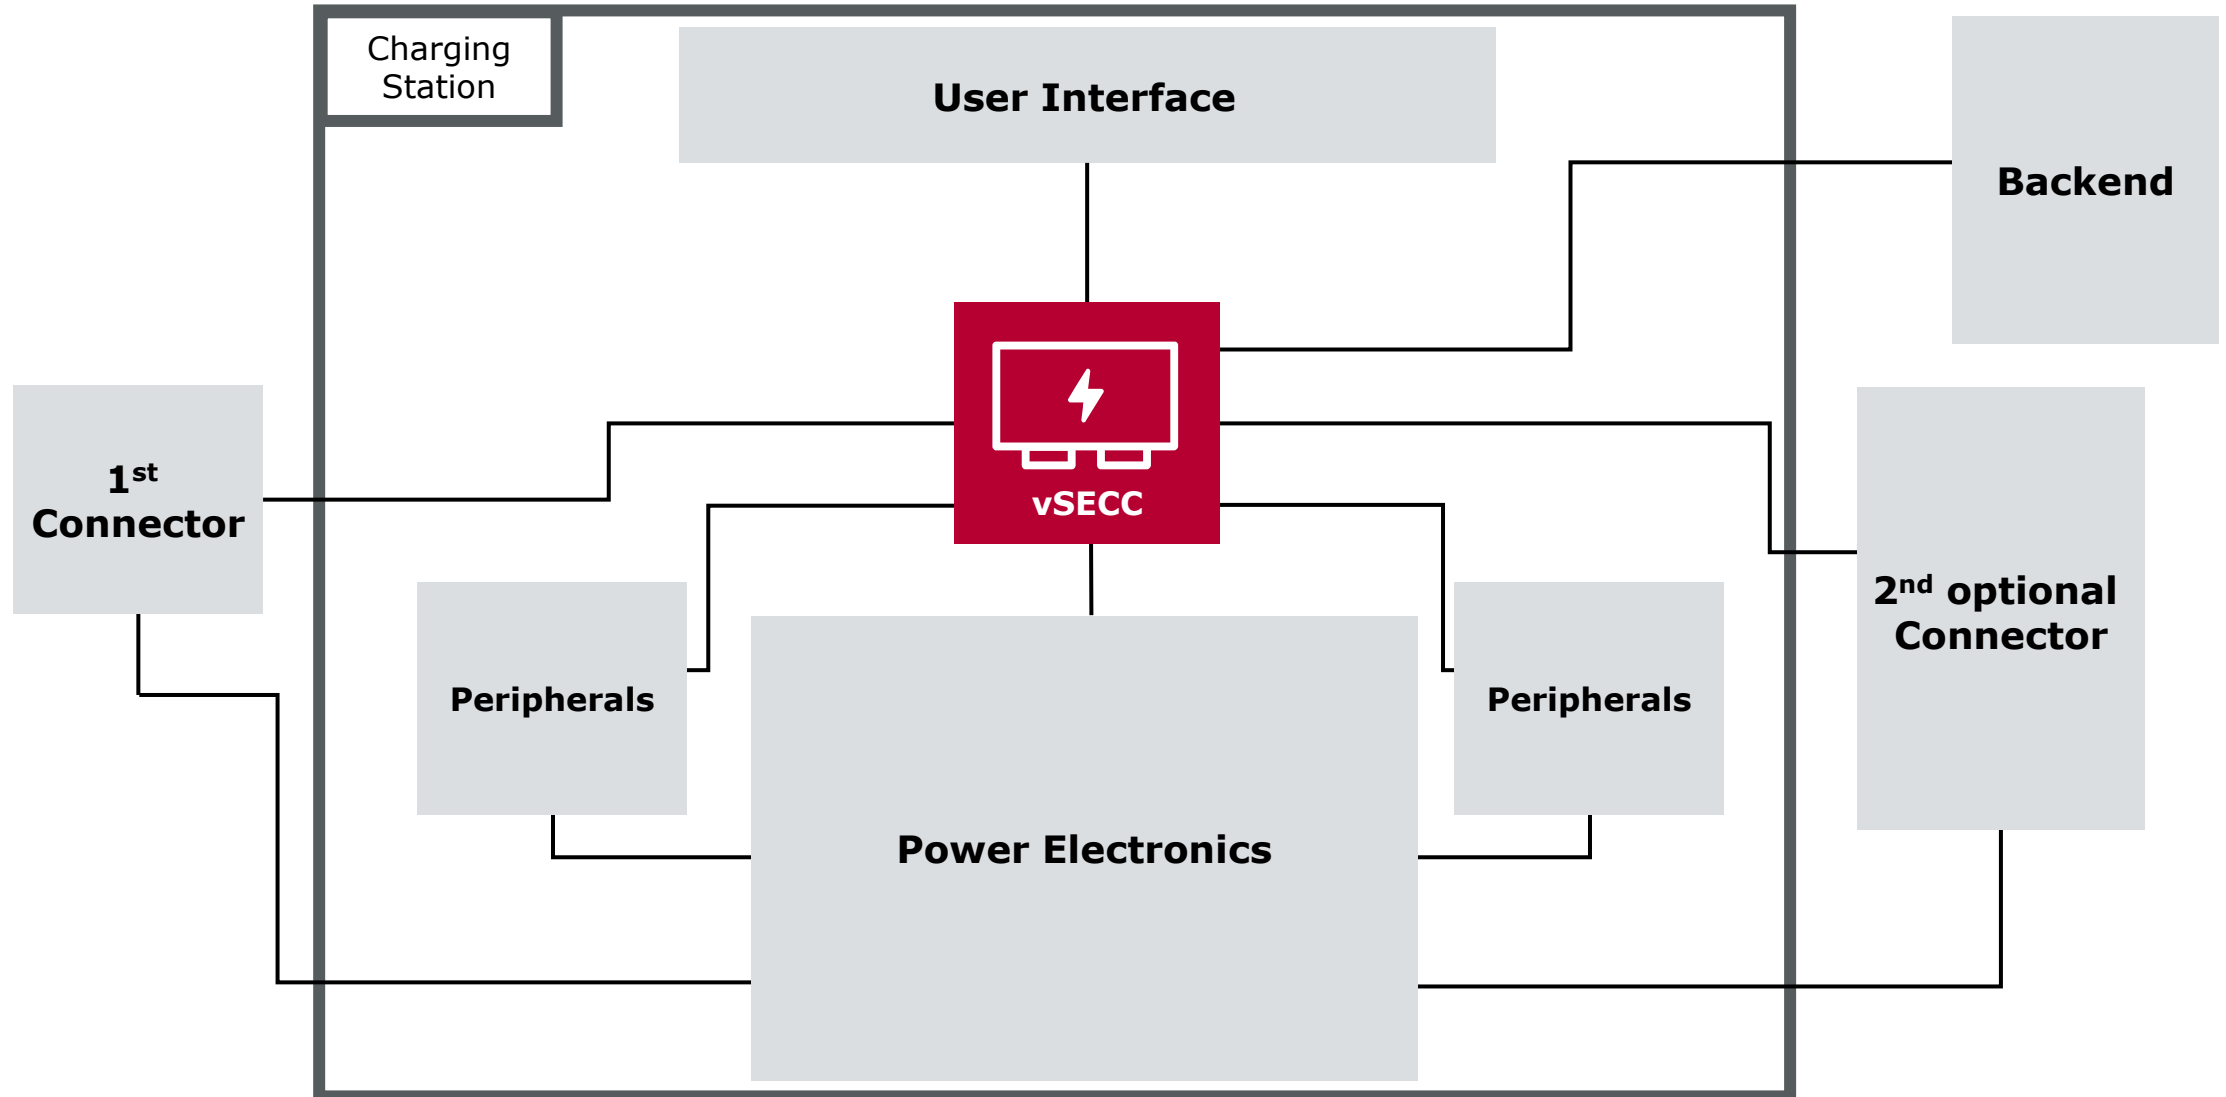 Charging
Station
User Interface
Backend
vSECC
1st
Connector
2nd optional
Connector
Peripherals
Peripherals
Power Electronics